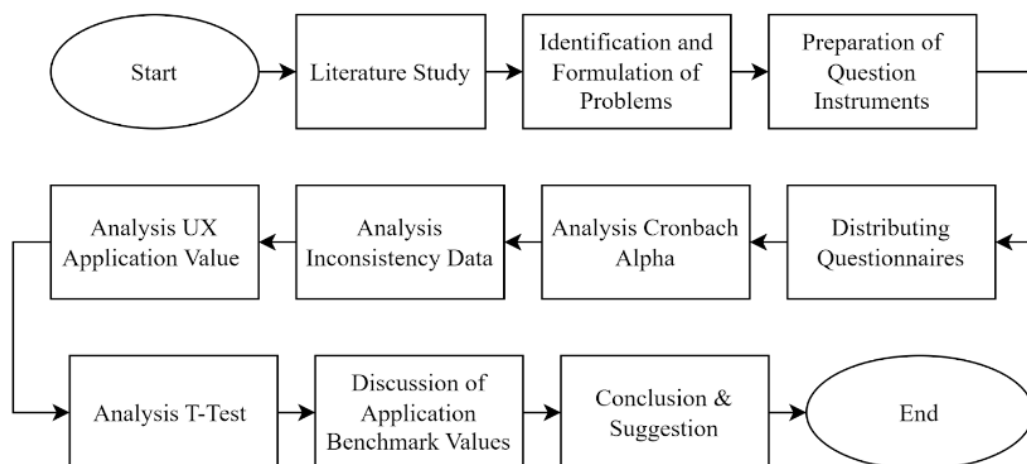 Start
Literature Study
Identification and
Formulation of
Problems
Preparation of
Question
Instruments
Analysis UX
Application Value
Analysis
Inconsistency Data
Analysis Cronbach
Alpha
Distributing
Questionnaires
Analysis T-Test
Discussion of
Application
Benchmark Values
Conclusion &
Suggestion
End